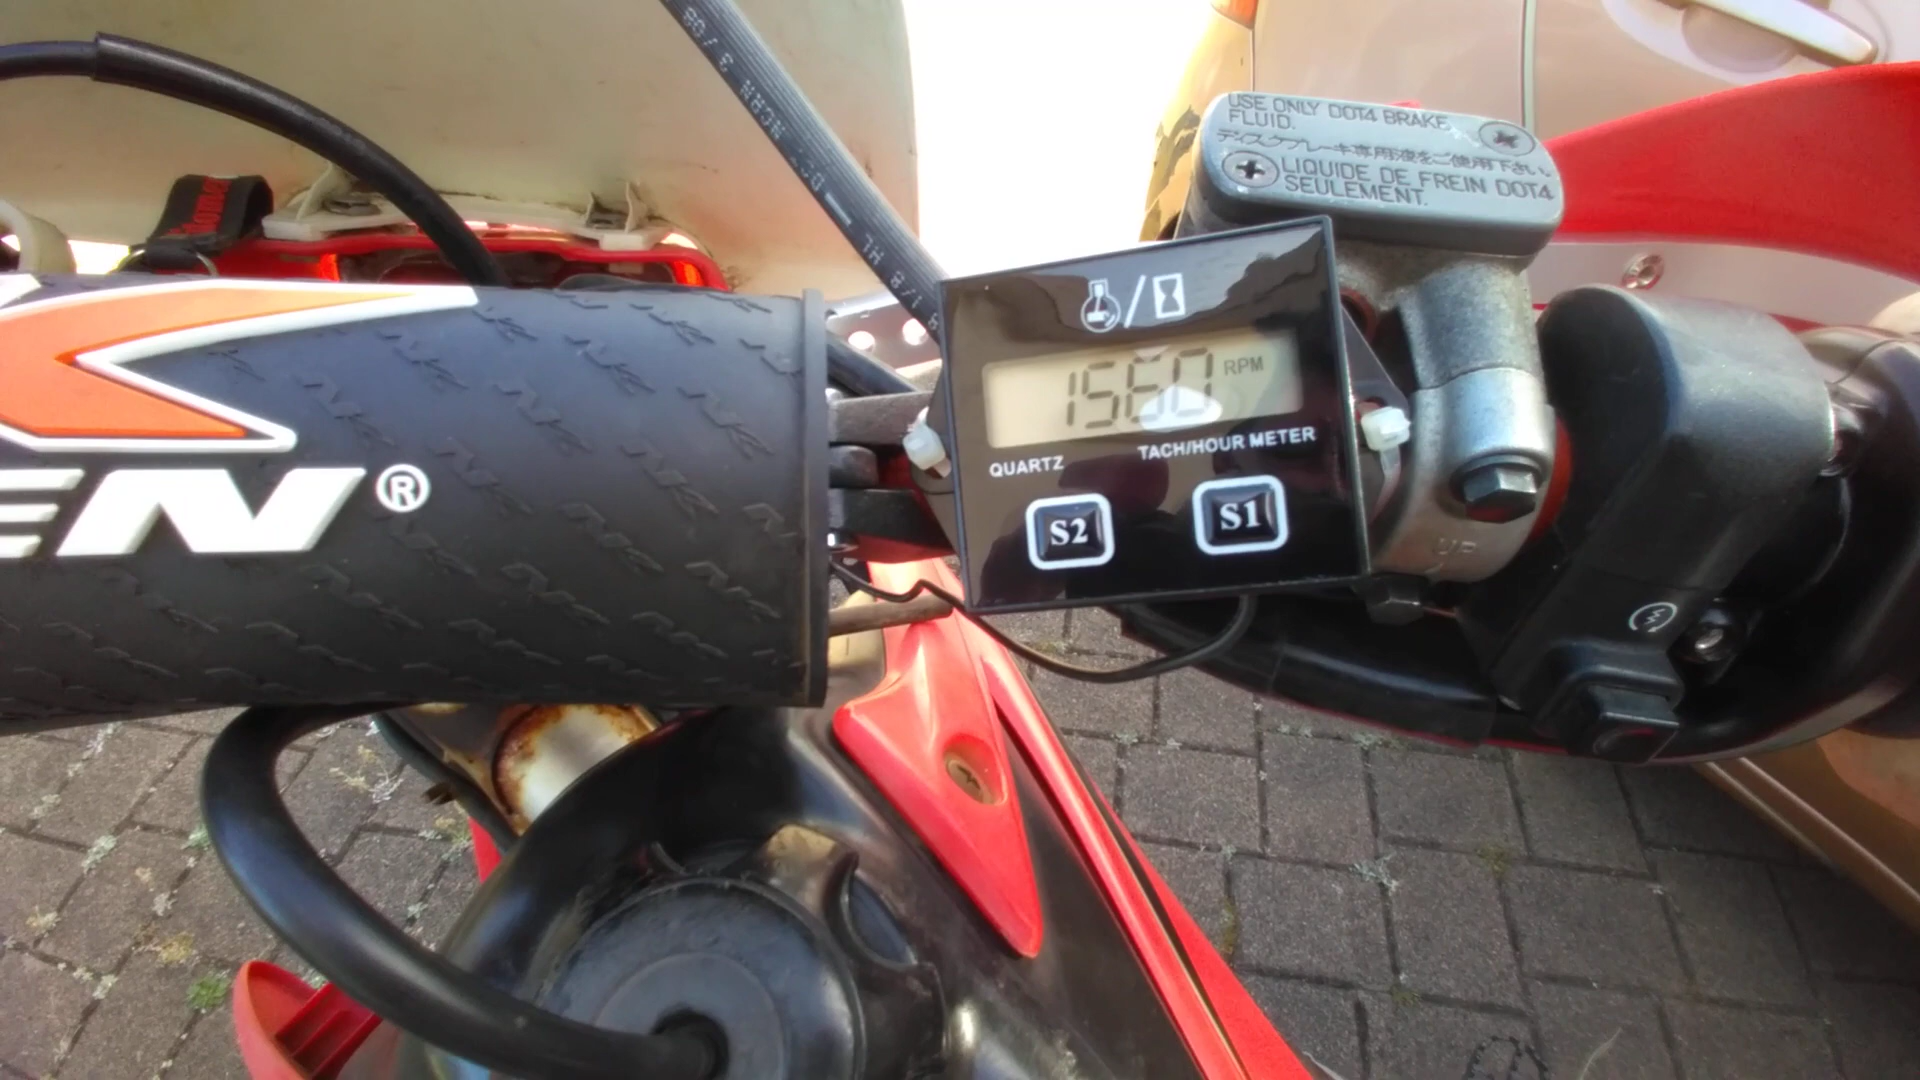 USE ONLY DOT4 BRAKE
FLUID.
ディスクブレーキ専用液をご使用下さい
LIQUIDE DE FREIN DOT4
SEULEMENT.
1560 RPM
QUARTZ
TACH/HOUR METER
S2
S1
UP
EN®